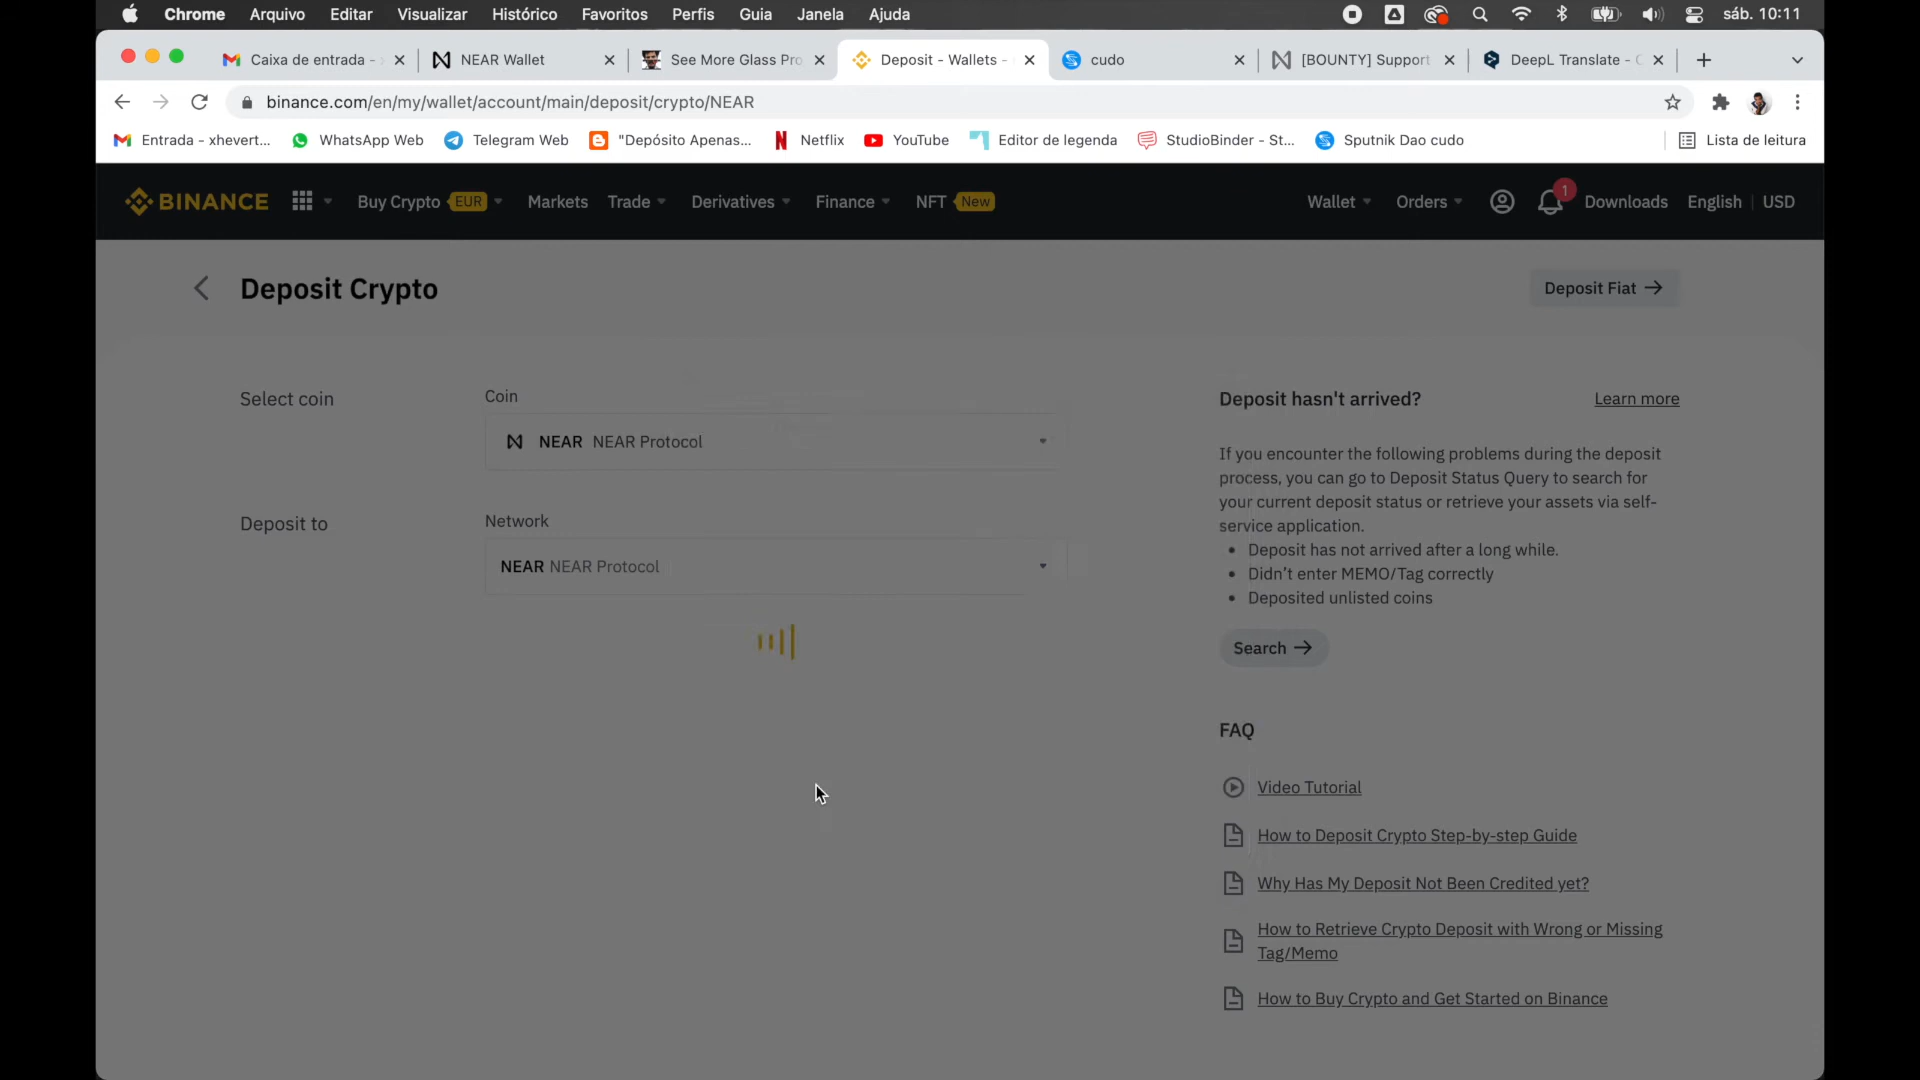 Chrome Arquivo Editar Visualizar Histórico Favoritos Perfis Guia Janela Ajuda sáb. 10:11
Caixa de entrada - NEAR Wallet See More Glass Pro Deposit - Wallets - cudo [BOUNTY] Support DeepL Translate -
binance.com/en/my/wallet/account/main/deposit/crypto/NEAR
Entrada - xhevert... WhatsApp Web Telegram Web "Depósito Apenas... Netflix YouTube Editor de legenda StudioBinder - St... Sputnik Dao cudo Lista de leitura
BINANCE Buy Crypto EUR Markets Trade Derivatives Finance NFT New Wallet Orders 1 Downloads English USD
Deposit Crypto
Deposit Fiat →
Select coin
Coin
NEAR NEAR Protocol
Deposit to
Network
NEAR NEAR Protocol
Deposit hasn't arrived? Learn more
If you encounter the following problems during the deposit
process, you can go to Deposit Status Query to search for
your current deposit status or retrieve your assets via self-
service application.
• Deposit has not arrived after a long while.
• Didn't enter MEMO/Tag correctly
• Deposited unlisted coins
Search →
FAQ
Video Tutorial
How to Deposit Crypto Step-by-step Guide
Why Has My Deposit Not Been Credited yet?
How to Retrieve Crypto Deposit with Wrong or Missing
Tag/Memo
How to Buy Crypto and Get Started on Binance